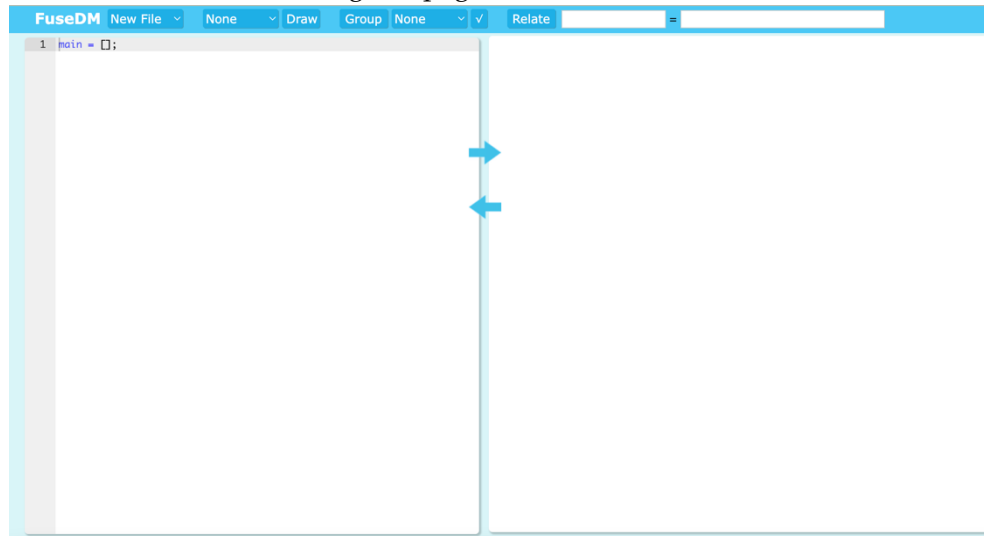 FuseDM New File None Draw Group None √ Relate =
1 main = [];